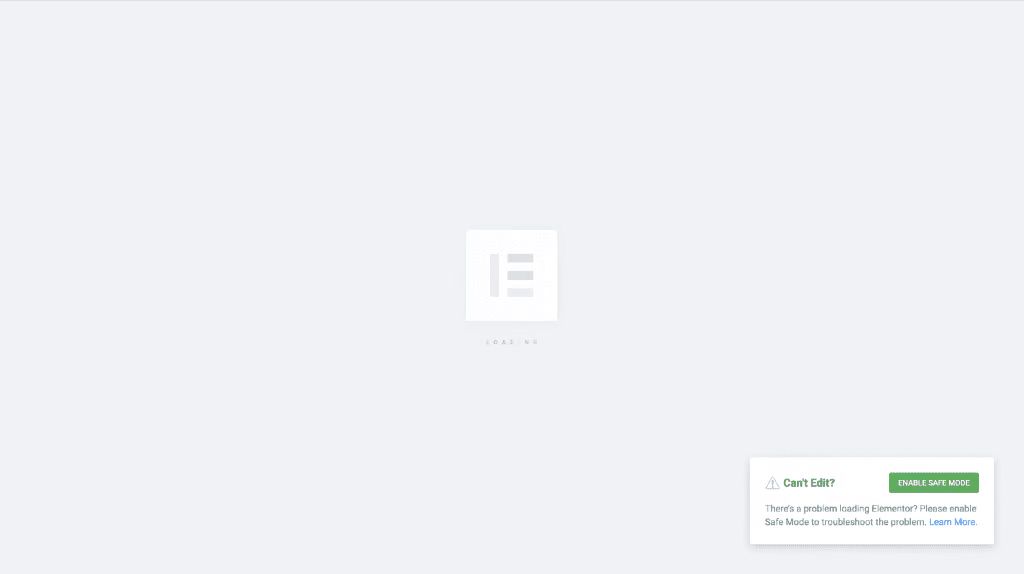 LOADING
Can't Edit?
ENABLE SAFE MODE
There's a problem loading Elementor? Please enable
Safe Mode to troubleshoot the problem. Learn More.